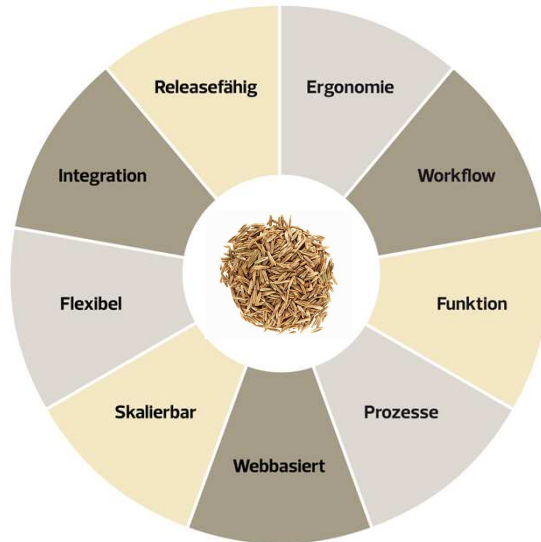 Releasefähig
Ergonomie
Integration
Workflow
Flexibel
Funktion
Skalierbar
Prozesse
Webbasiert